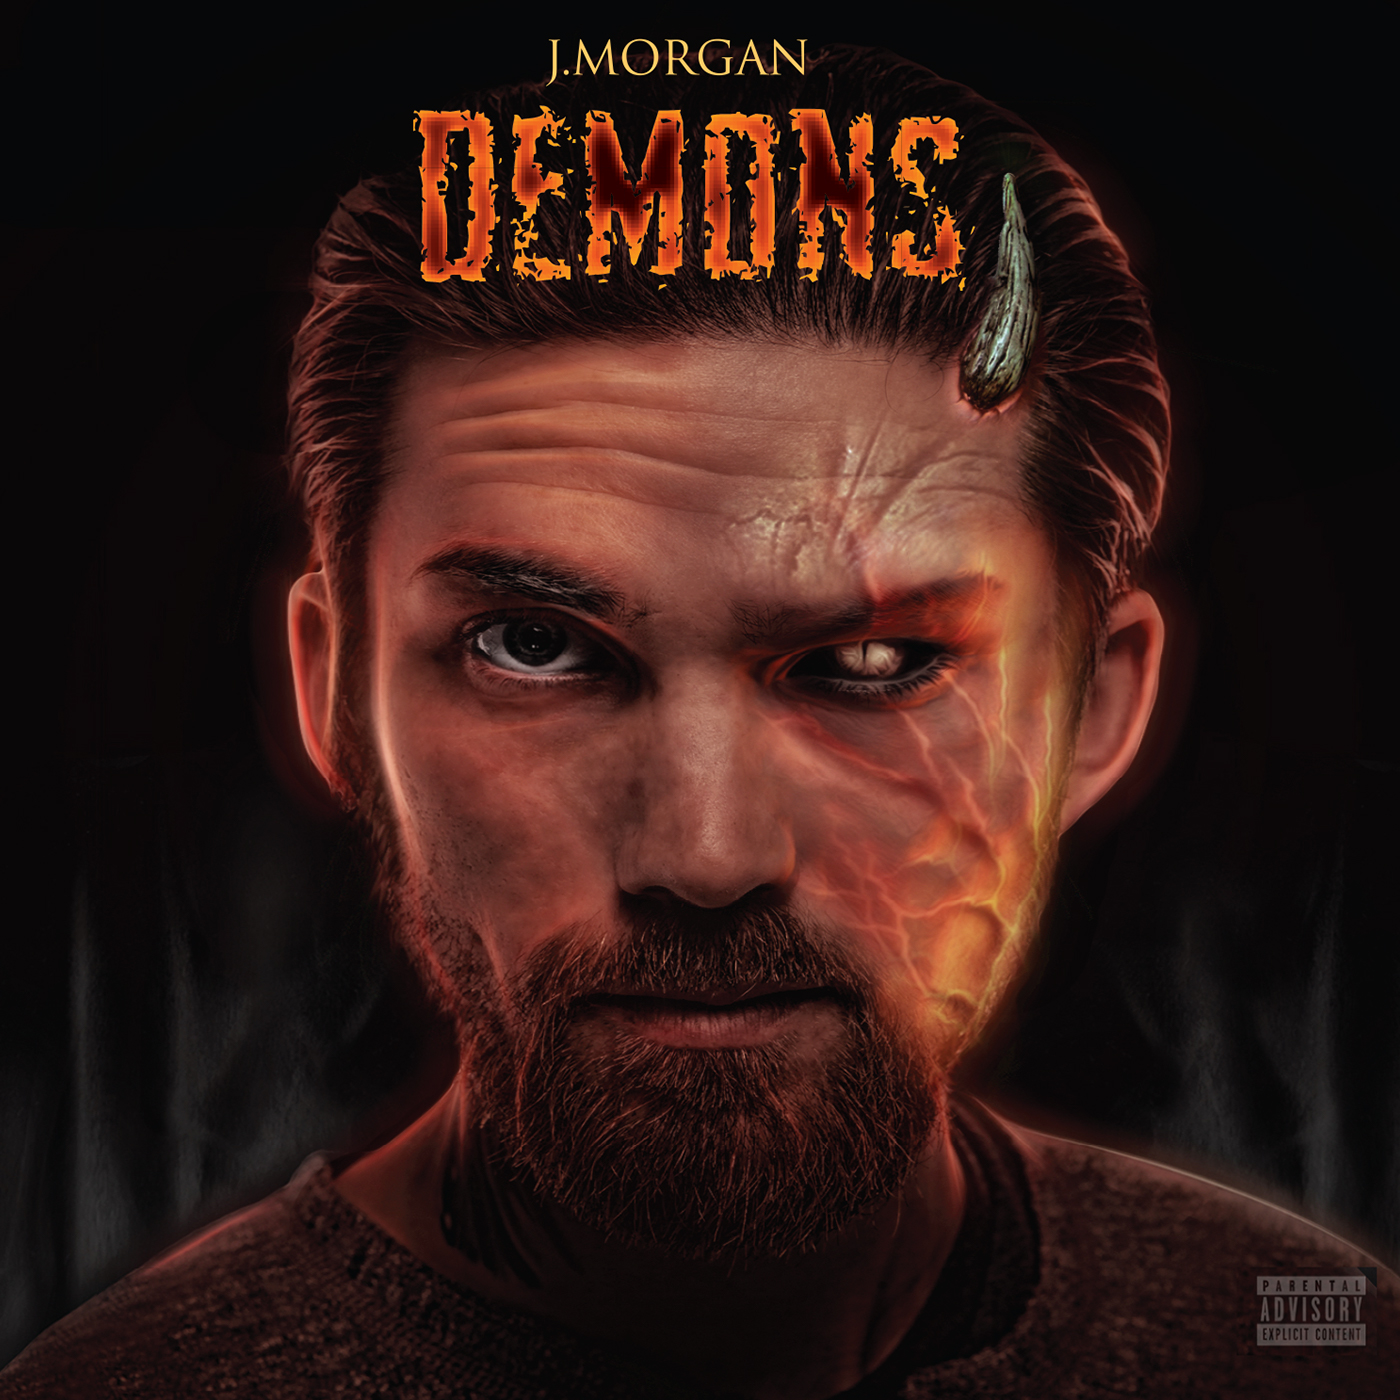 J.MORGAN
DEMONS
PARENTAL
ADVISORY
EXPLICIT CONTENT